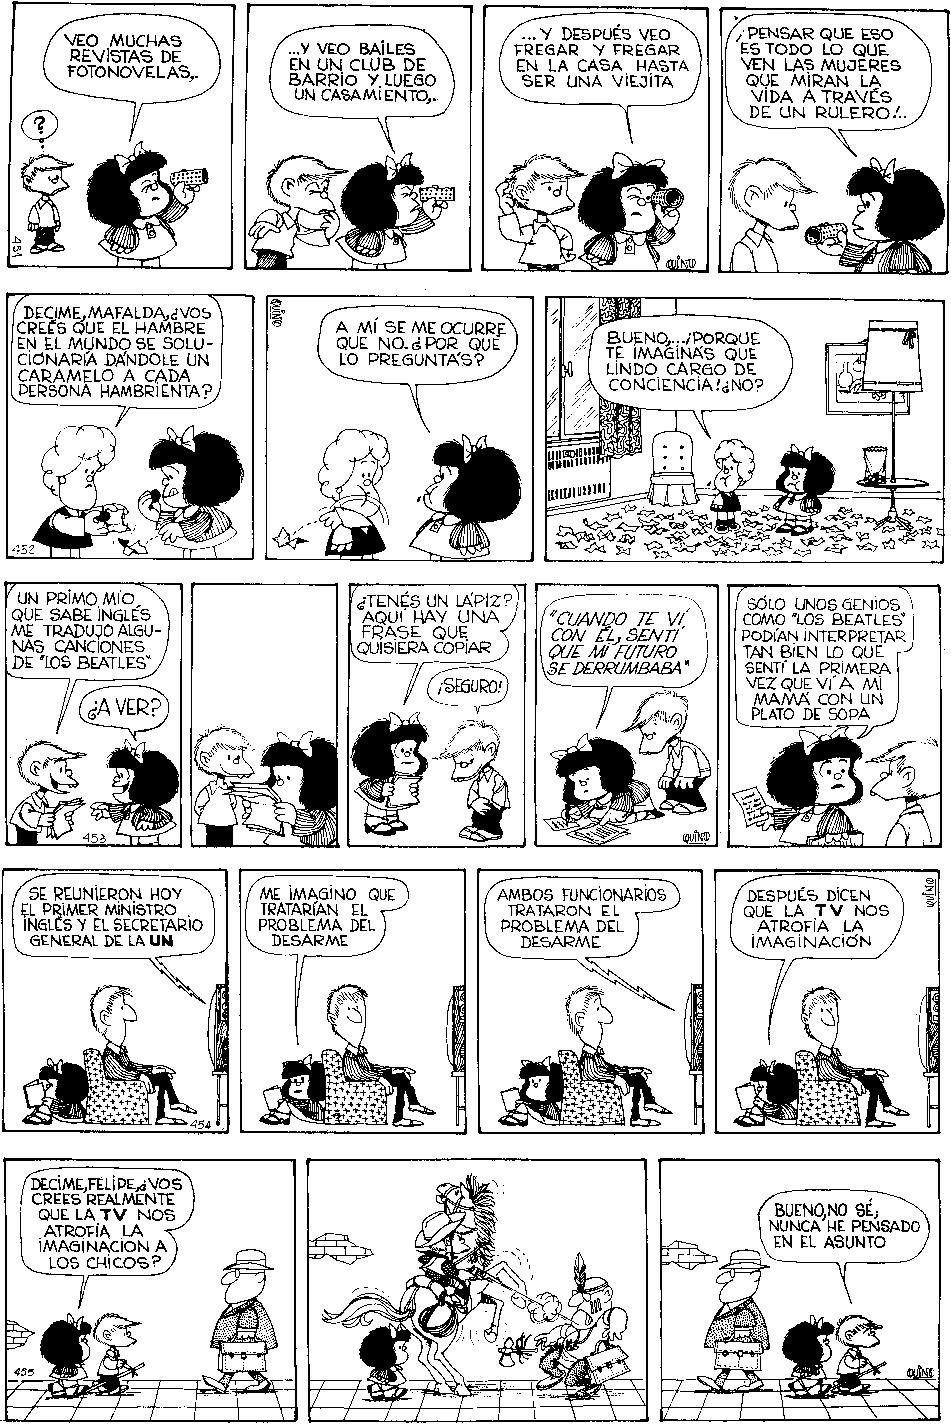 VEO MUCHAS
REVISTAS DE
FOTONOVELAS,..
?
451
...Y VEO BAILES
EN UN CLUB DE
BARRIO Y LUEGO
UN CASAMIENTO,..
...Y DESPUÉS VEO
FREGAR Y FREGAR
EN LA CASA HASTA
SER UNA VIEJITA
QUINO
¡PENSAR QUE ESO
ES TODO LO QUE
VEN LAS MUJERES
QUE MIRAN LA
VIDA A TRAVÉS
DE UN RULERO!..
DECIME, MAFALDA, ¿VOS
CREÉS QUE EL HAMBRE
EN EL MUNDO SE SOLU-
CIONARÍA DÁNDOLE UN
CARAMELO A CADA
PERSONA HAMBRIENTA?
452
QUINO
A MÍ SE ME OCURRE
QUE NO. ¿POR QUE
LO PREGUNTÁS?
BUENO,...¡PORQUE
TE IMAGINÁS QUE
LINDO CARGO DE
CONCIENCIA! ¿NO?
UN PRIMO MÍO
QUE SABE INGLÉS
ME TRADUJO ALGU-
NAS CANCIONES
DE "LOS BEATLES"
¿A VER?
453
¿TENÉS UN LÁPIZ?
AQUÍ HAY UNA
FRASE QUE
QUISIERA COPIAR
¡SEGURO!
"CUANDO TE VÍ
CON ÉL, SENTÍ
QUE MI FUTURO
SE DERRUMBABA"
QUINO
SÓLO UNOS GENIOS
COMO "LOS BEATLES"
PODÍAN INTERPRETAR
TAN BIEN LO QUE
SENTÍ LA PRIMERA
VEZ QUE VÍ A MI
MAMÁ CON UN
PLATO DE SOPA
SE REUNIERON HOY
EL PRIMER MINISTRO
INGLÉS Y EL SECRETARIO
GENERAL DE LA UN
454
ME IMAGINO QUE
TRATARÍAN EL
PROBLEMA DEL
DESARME
AMBOS FUNCIONARIOS
TRATARON EL
PROBLEMA DEL
DESARME
DESPUÉS DICEN
QUE LA TV NOS
ATROFÍA LA
IMAGINACIÓN
QUINO
DECIME, FELIPE, ¿VOS
CREES REALMENTE
QUE LA TV NOS
ATROFÍA LA
IMAGINACION A
LOS CHICOS?
455
BUENO, NO SÉ;
NUNCA HE PENSADO
EN EL ASUNTO
QUINO